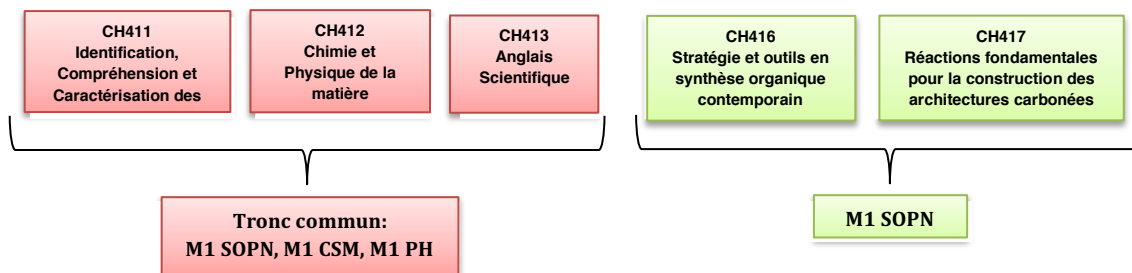 CH411
Identification,
Compréhension et
Caractérisation des
CH412
Chimie et
Physique de la
matière
CH413
Anglais
Scientifique
CH416
Stratégie et outils en
synthèse organique
contemporain
CH417
Réactions fondamentales
pour la construction des
architectures carbonées
Tronc commun:
M1 SOPN, M1 CSM, M1 PH
M1 SOPN